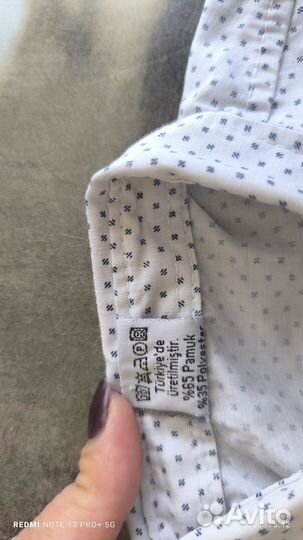 Türkiye'de
üretilmiştir.
%65 Pamuk
%35 Polyester
REDMI NOTE 13 PRO+ 5G
Avito